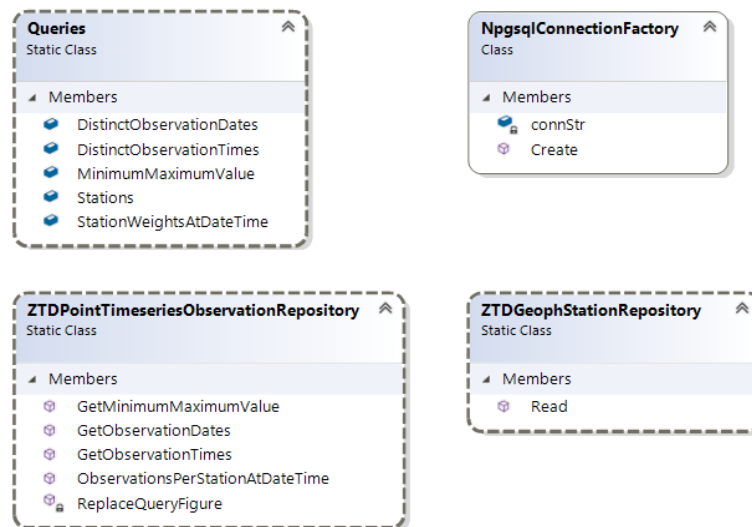 Queries
Static Class
Members
DistinctObservationDates
DistinctObservationTimes
MinimumMaximumValue
Stations
StationWeightsAtDateTime
NpgsqlConnectionFactory
Class
Members
connStr
Create
ZTDPointTimeseriesObservationRepository
Static Class
Members
GetMinimumMaximumValue
GetObservationDates
GetObservationTimes
ObservationsPerStationAtDateTime
ReplaceQueryFigure
ZTDGeophStationRepository
Static Class
Members
Read